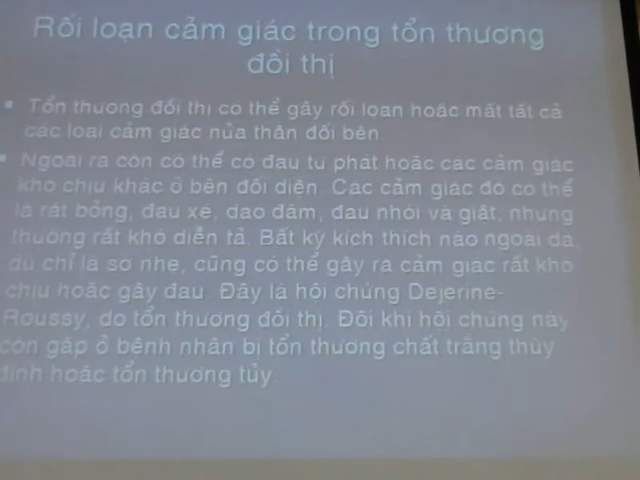 Rối loạn cảm giác trong tổn thương
đồi thị
• Tổn thương đồi thị có thể gây rối loạn hoặc mất tất cả
các loại cảm giác nửa thân đối bên
• Ngoài ra còn có thể có đau tự phát hoặc các cảm giác
khó chịu khác ở bên đối diện. Các cảm giác đó có thể
là rát bỏng, đau xé, dao đâm, đau nhói và giật, nhưng
thường rất khó diễn tả. Bất kỳ kích thích nào ngoài da,
dù chỉ là sờ nhẹ, cũng có thể gây ra cảm giác rất khó
chịu hoặc gây đau. Đây là hội chứng Dejerine-
Roussy, do tổn thương đồi thị. Đôi khi hội chứng này
còn gặp ở bệnh nhân bị tổn thương chất trắng thùy
đỉnh hoặc tổn thương tủy.